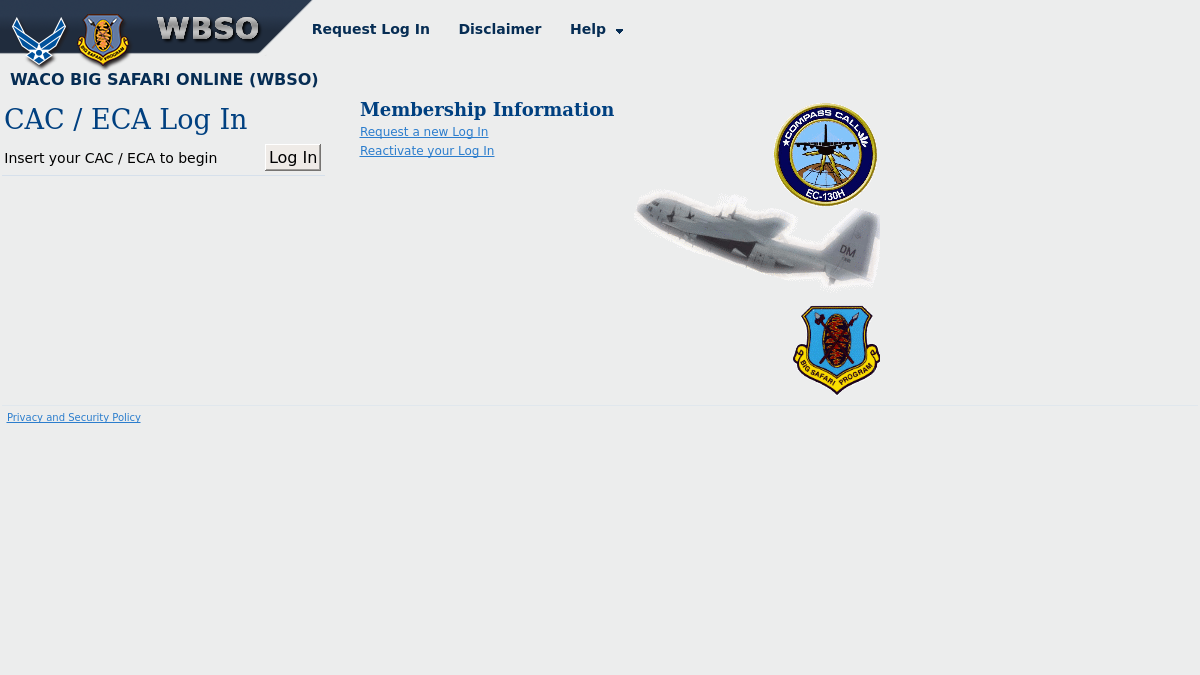 WBSO
Request Log In
Disclaimer
Help
WACO BIG SAFARI ONLINE (WBSO)
CAC / ECA Log In
Insert your CAC / ECA to begin
Log In
Membership Information
Request a new Log In
Reactivate your Log In
COMPASS CALL
EC-130H
DM
BIG SAFARI PROGRAM
Privacy and Security Policy